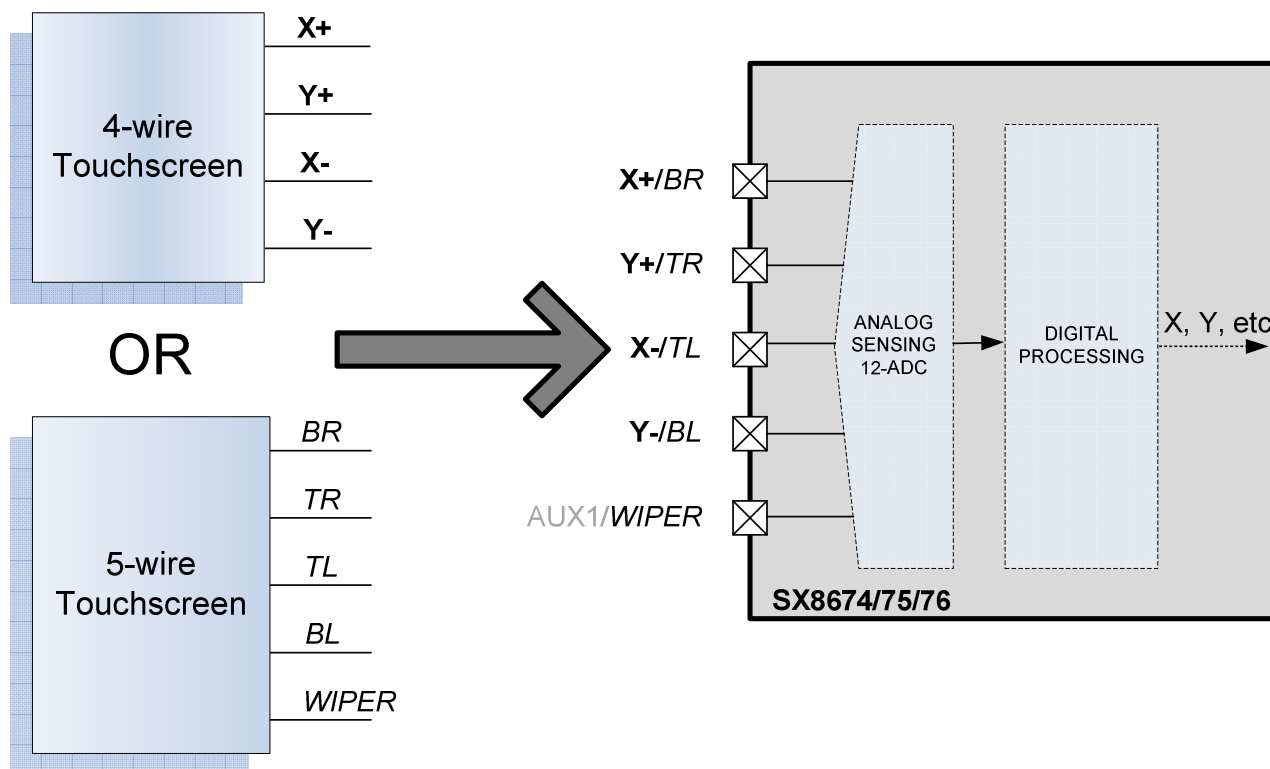 X+
Y+
X-
Y-
4-wire
Touchscreen
OR
BR
TR
TL
BL
WIPER
5-wire
Touchscreen
X+/BR
Y+/TR
X-/TL
Y-/BL
AUX1/WIPER
ANALOG
SENSING
12-ADC
DIGITAL
PROCESSING
X, Y, etc
SX8674/75/76